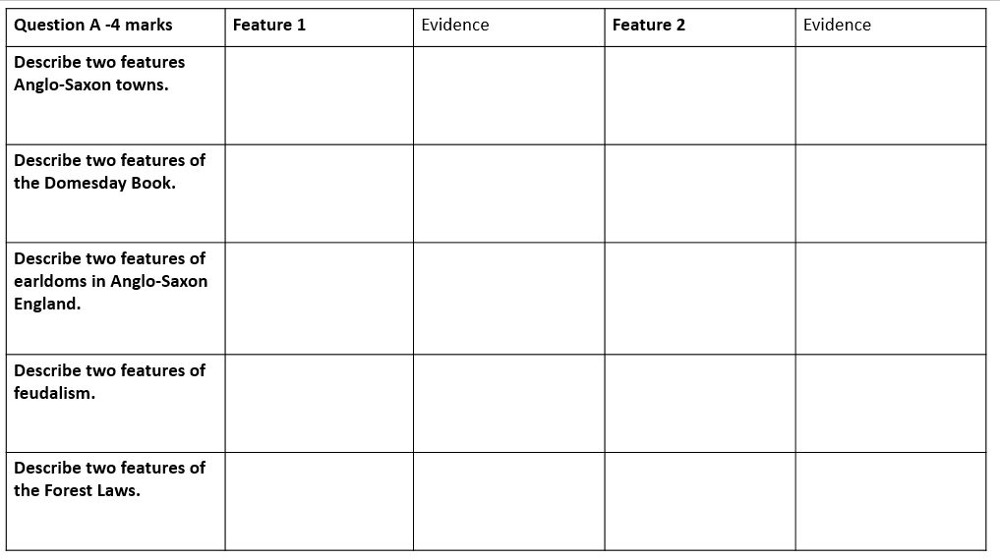 Question A -4 marks
Feature 1
Evidence
Feature 2
Evidence
Describe two features
Anglo-Saxon towns.
Describe two features of
the Domesday Book.
Describe two features of
earldoms in Anglo-Saxon
England.
Describe two features of
feudalism.
Describe two features of
the Forest Laws.